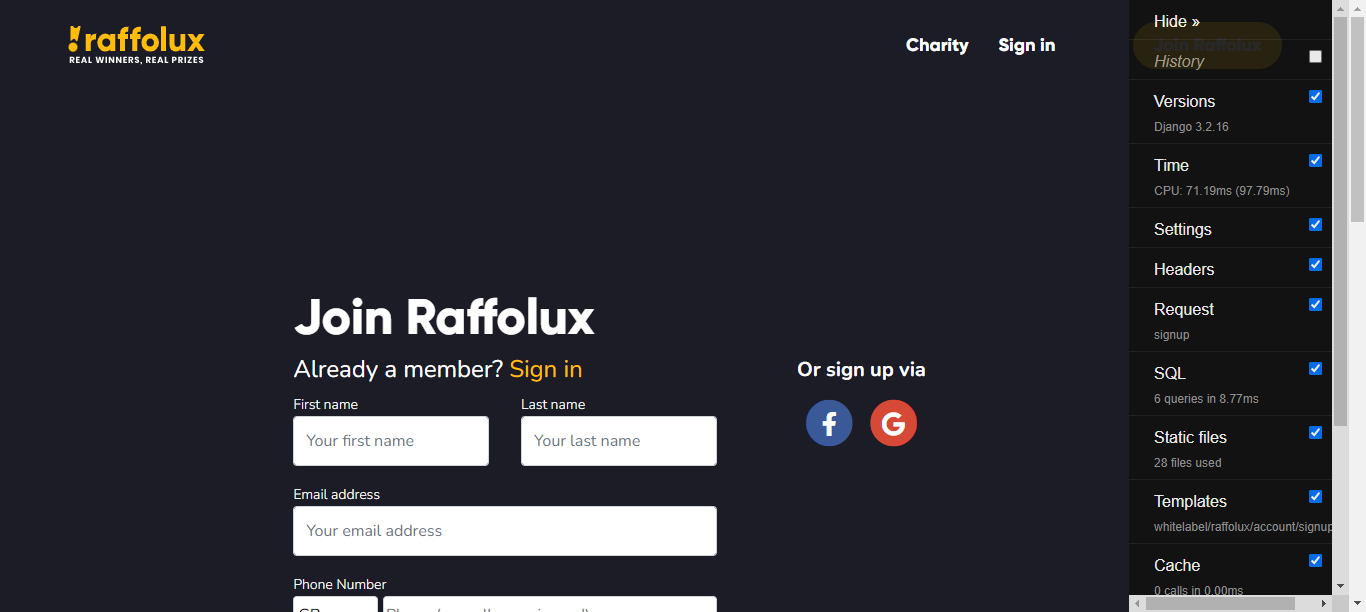 raffolux
REAL WINNERS, REAL PRIZES
Charity
Sign in
Join Raffolux
Hide »
History
Versions
Django 3.2.16
Time
CPU: 71.19ms (97.79ms)
Settings
Headers
Request
signup
SQL
6 queries in 8.77ms
Static files
28 files used
Templates
whitelabel/raffolux/account/signup
Cache
0 calls in 0.00ms
Join Raffolux
Already a member? Sign in
First name
Last name
Your first name
Your last name
Email address
Your email address
Phone Number
GB
Or sign up via